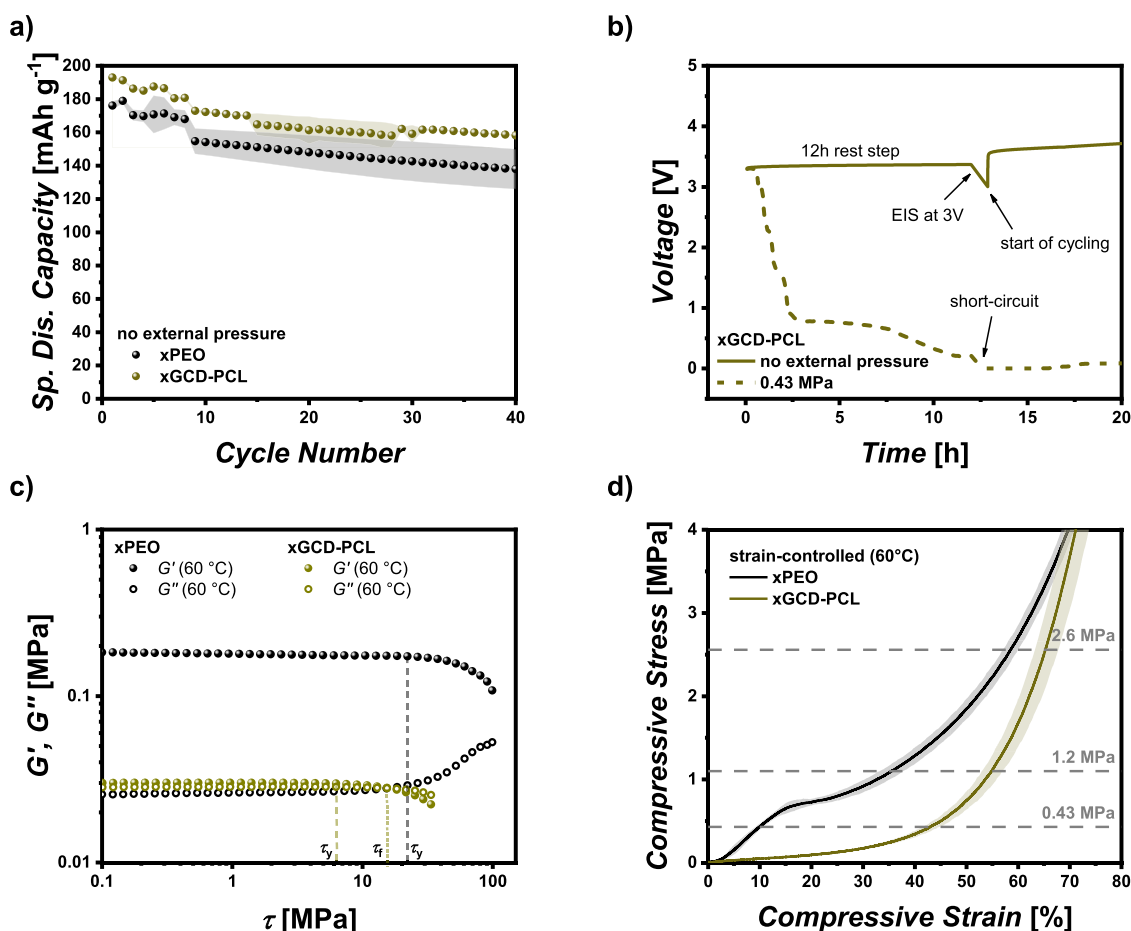 a)
Sp. Dis. Capacity [mAh g⁻¹]
200
180
160
140
120
100
80
60
40
20
0
no external pressure
xPEO
xGCD-PCL
0
10
20
30
40
Cycle Number
b)
Voltage [V]
5
4
3
2
1
0
12h rest step
EIS at 3V
start of cycling
short-circuit
xGCD-PCL
no external pressure
0.43 MPa
0
5
10
15
20
Time [h]
c)
G', G'' [MPa]
1
0.1
0.01
xPEO
G' (60 °C)
G'' (60 °C)
xGCD-PCL
G' (60 °C)
G'' (60 °C)
τy
τf
τy
0.1
1
10
100
τ [MPa]
d)
Compressive Stress [MPa]
4
3
2
1
0
strain-controlled (60°C)
xPEO
xGCD-PCL
2.6 MPa
1.2 MPa
0.43 MPa
0
10
20
30
40
50
60
70
80
Compressive Strain [%]